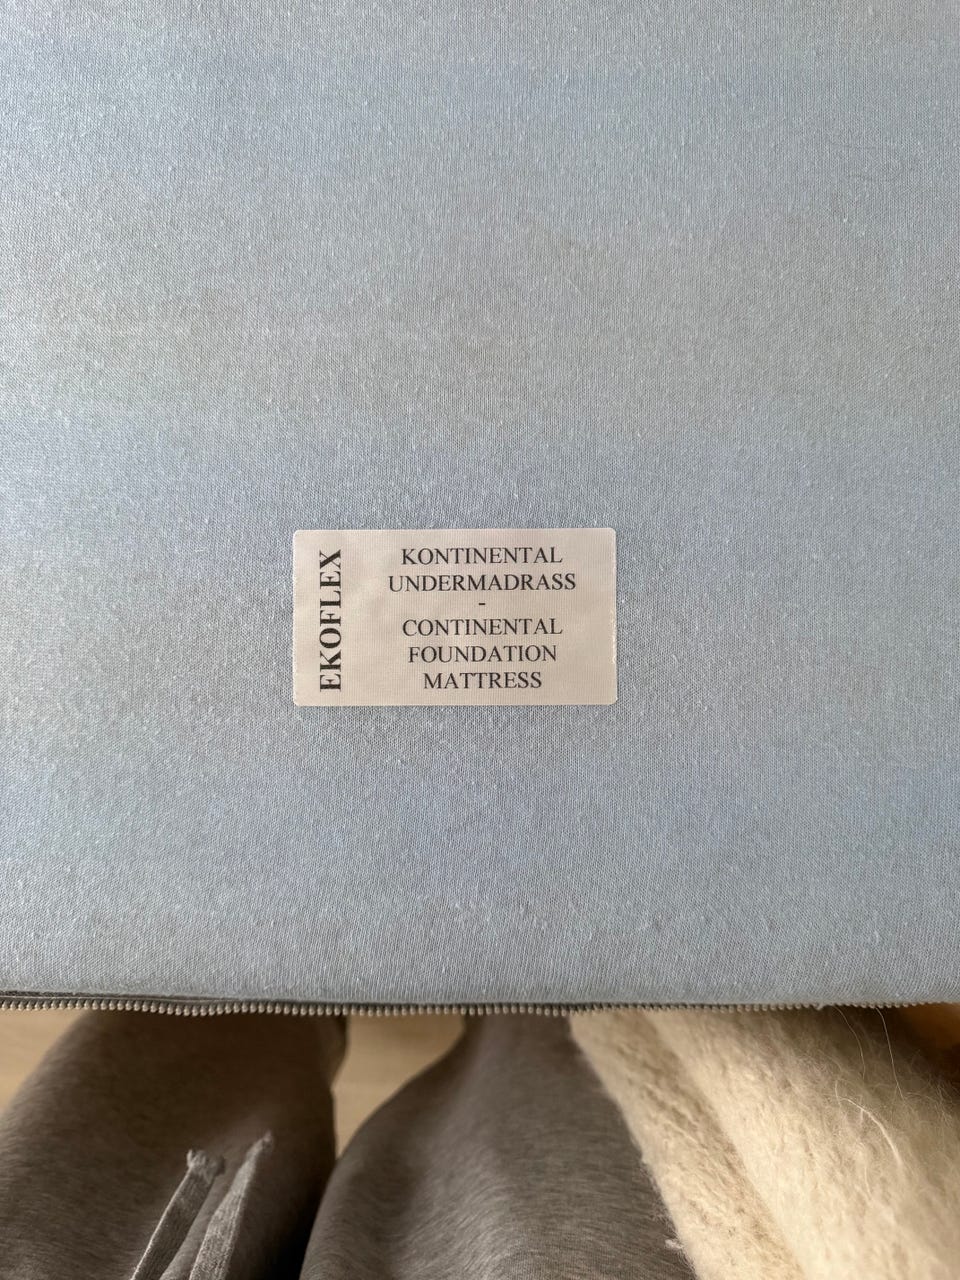 EKOFLEX
KONTINENTAL
UNDERMADRASS
-
CONTINENTAL
FOUNDATION
MATTRESS